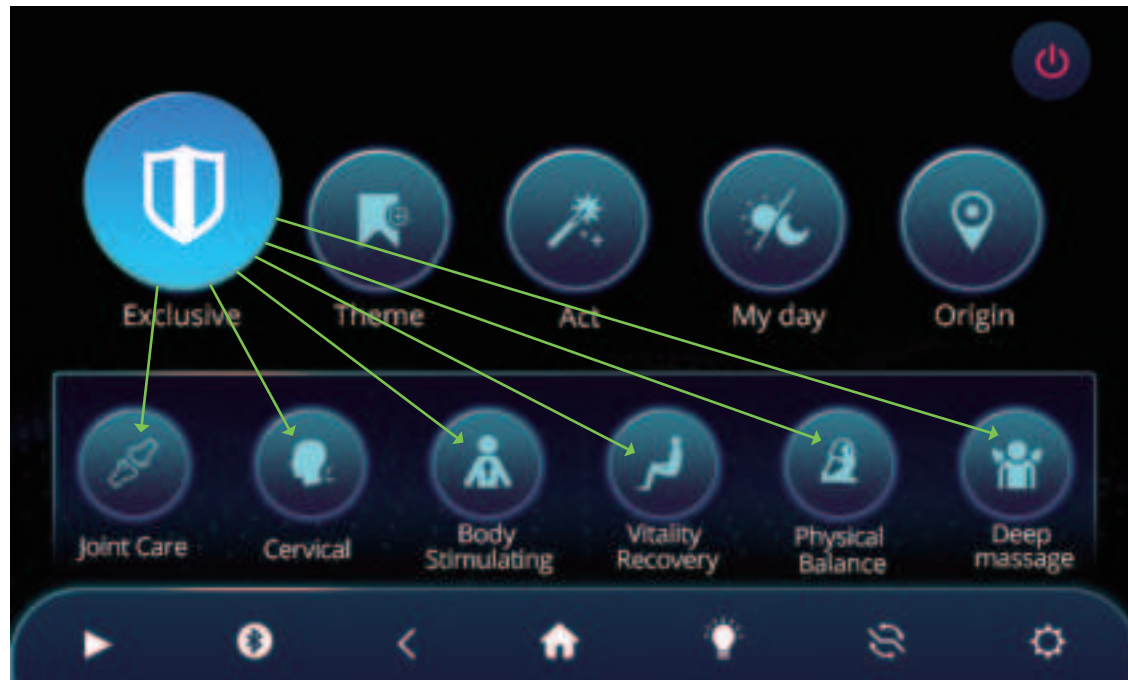 Exclusive
Theme
Act
My day
Origin
Joint Care
Cervical
Body
Stimulating
Vitality
Recovery
Physical
Balance
Deep
massage